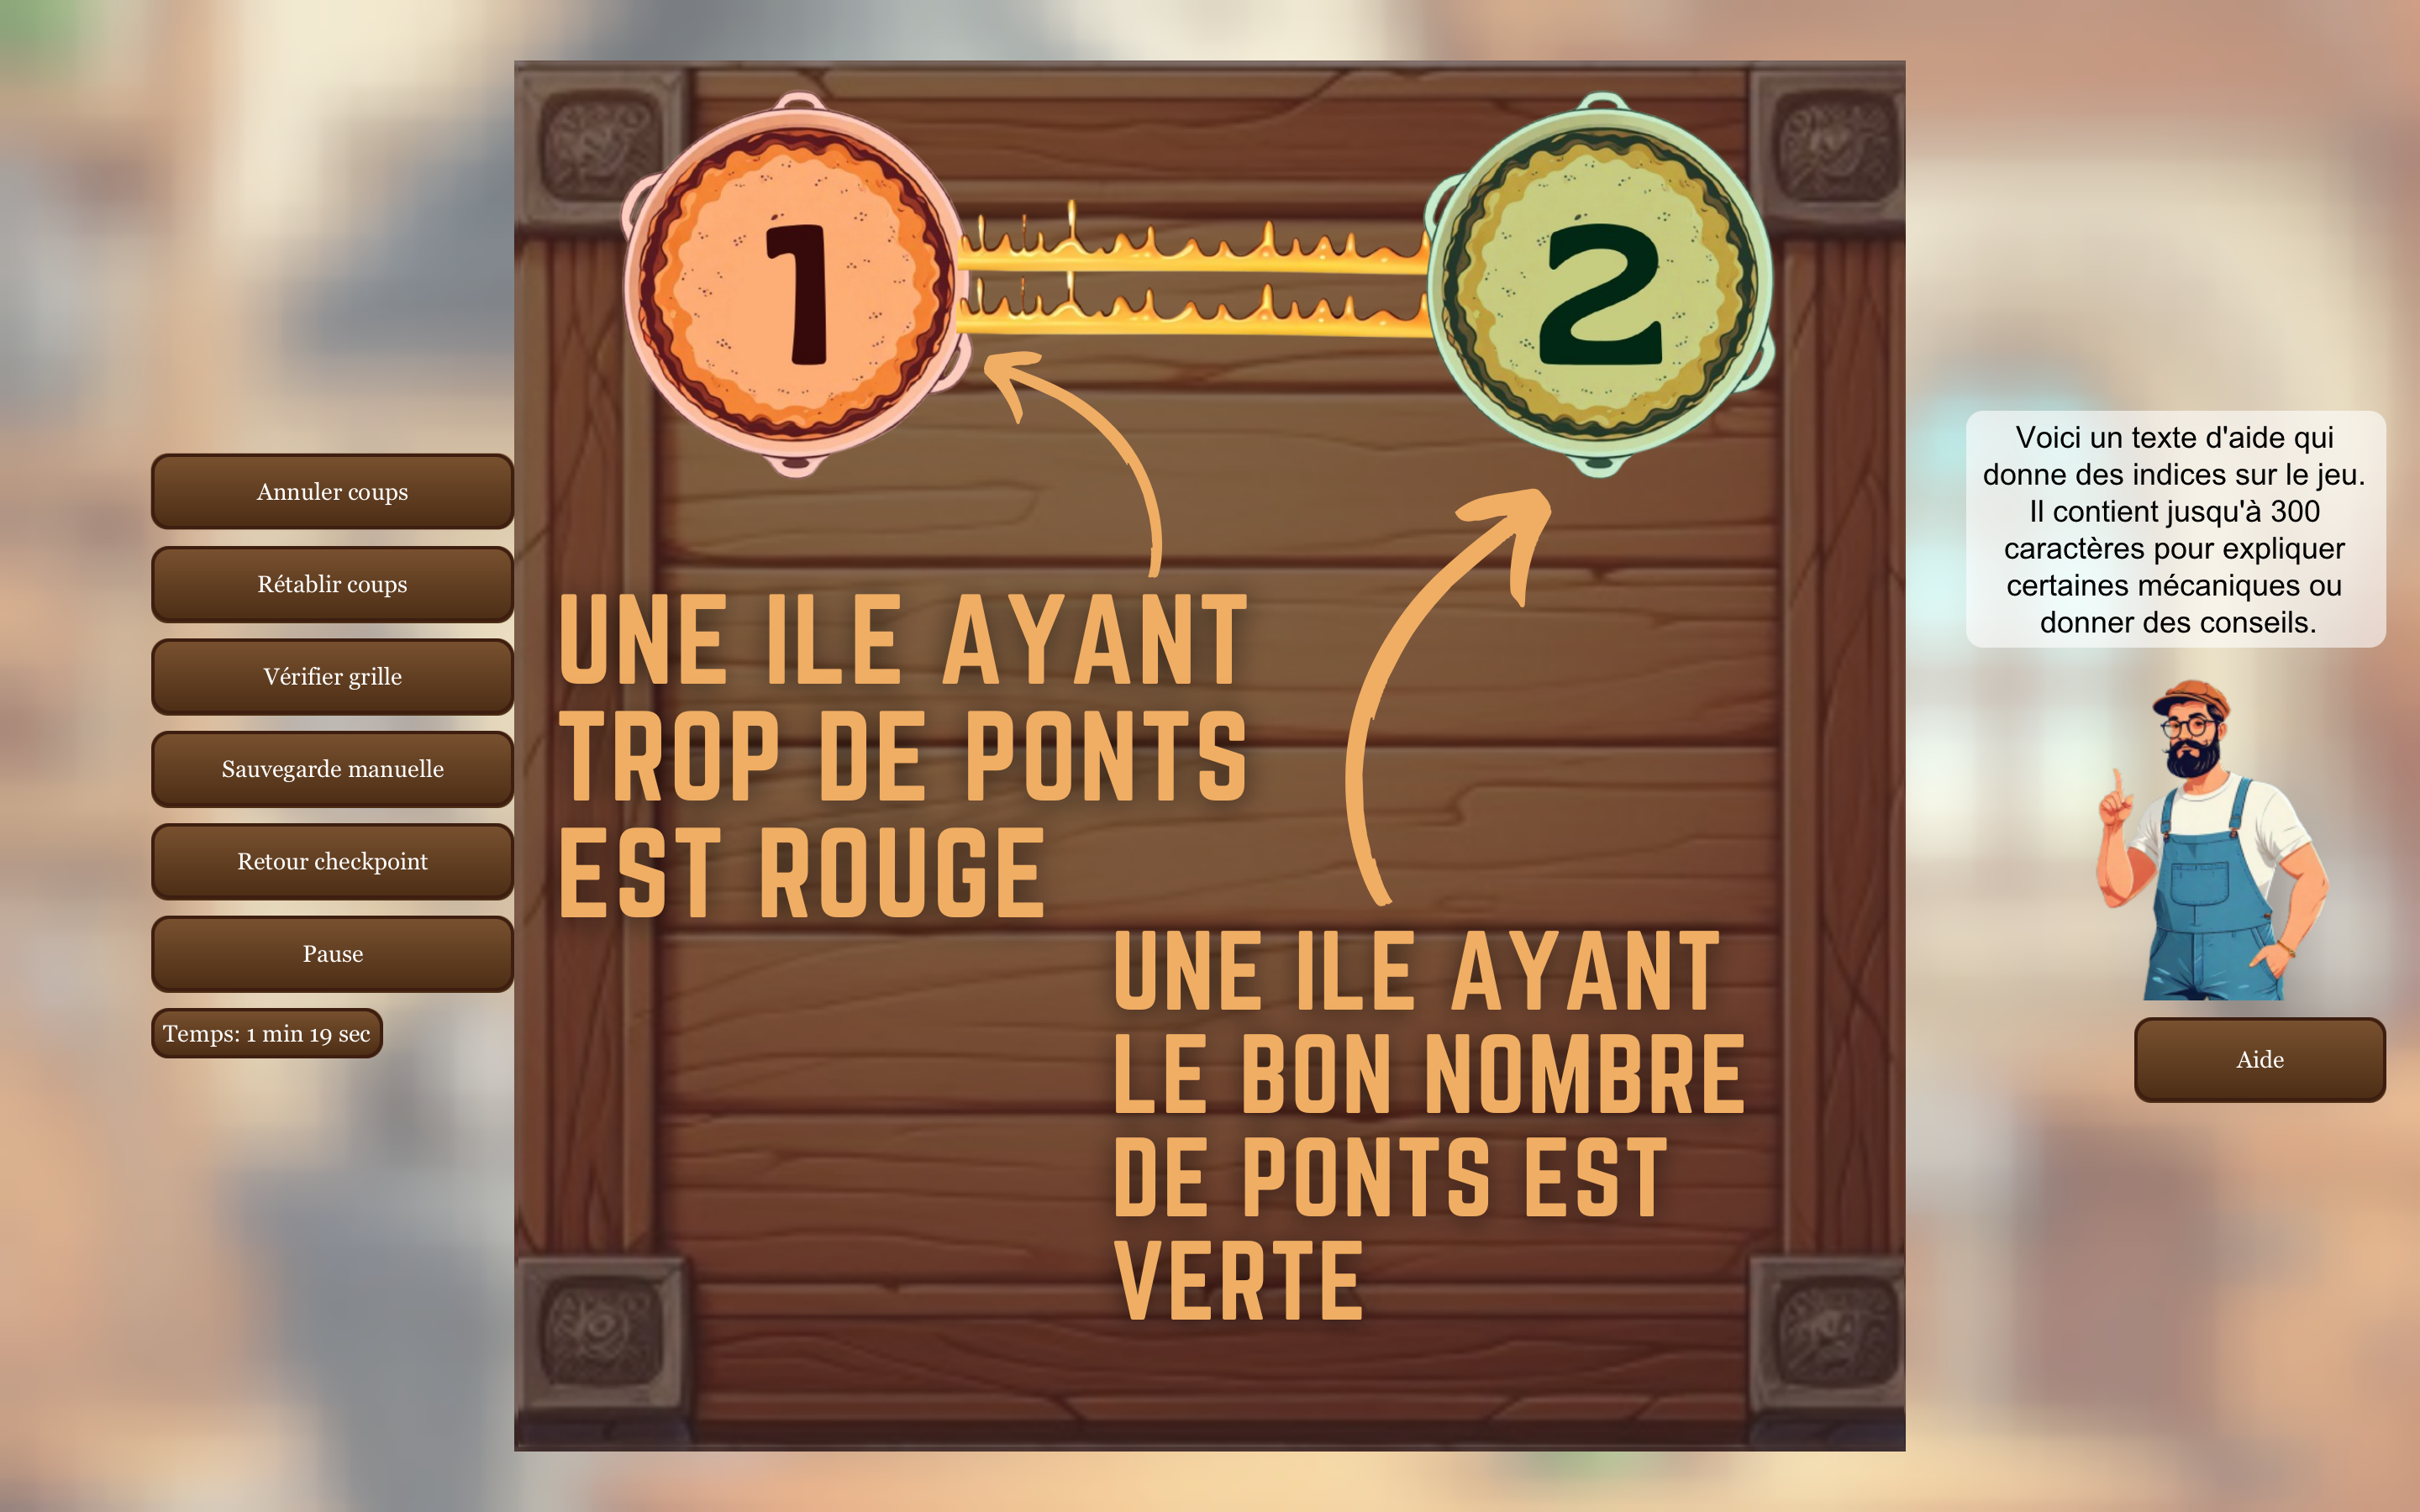 1
2
UNE ILE AYANT
TROP DE PONTS
EST ROUGE
UNE ILE AYANT
LE BON NOMBRE
DE PONTS EST
VERTE
Annuler coups
Rétablir coups
Vérifier grille
Sauvegarde manuelle
Retour checkpoint
Pause
Temps: 1 min 19 sec
Voici un texte d'aide qui
donne des indices sur le jeu.
Il contient jusqu'à 300
caractères pour expliquer
certaines mécaniques ou
donner des conseils.
Aide